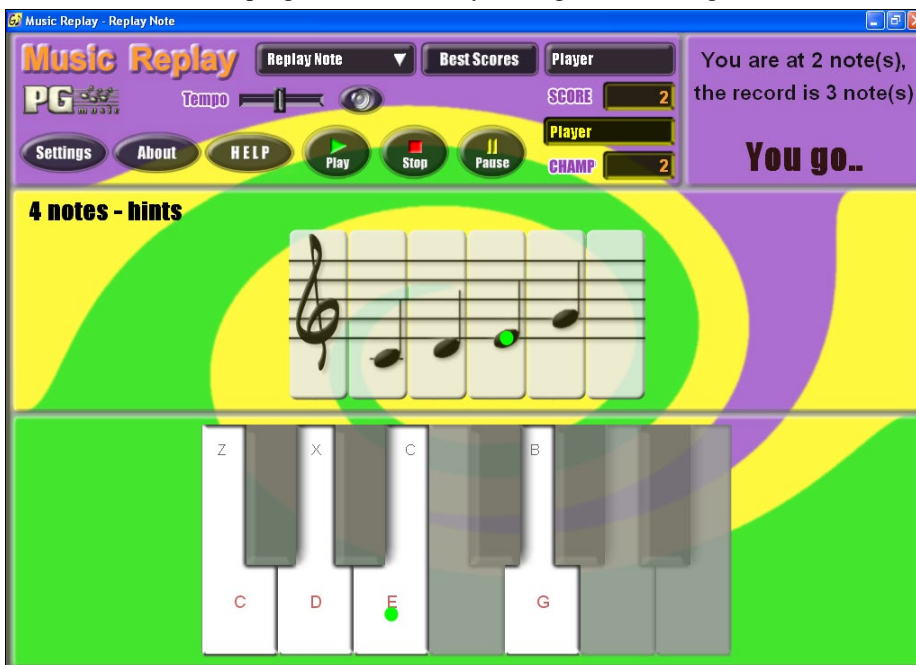 Music Replay - Replay Note
Music Replay
Replay Note
Best Scores
Player
PG music
Tempo
SCORE 2
Player
CHAMP 2
Settings
About
HELP
Play
Stop
Pause
You are at 2 note(s),
the record is 3 note(s)
You go..
4 notes - hints
Z X C B
C D E G